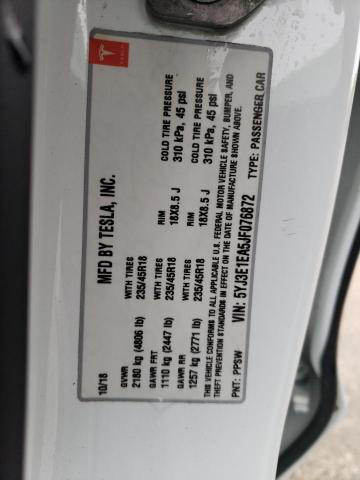 TESLA
MFD BY TESLA, INC.
10/18
GVWR
2180 kg (4806 lb)
GAWR FRT WITH TIRES RIM COLD TIRE PRESSURE
1110 kg (2447 lb) 235/45R18 18X8.5 J 310 kPa, 45 psi
GAWR RR WITH TIRES RIM COLD TIRE PRESSURE
1257 kg (2771 lb) 235/45R18 18X8.5 J 310 kPa, 45 psi
THIS VEHICLE CONFORMS TO ALL APPLICABLE U.S. FEDERAL MOTOR VEHICLE SAFETY, BUMPER, AND
THEFT PREVENTION STANDARDS IN EFFECT ON THE DATE OF MANUFACTURE SHOWN ABOVE.
VIN: 5YJ3E1EA5JF076872 TYPE: PASSENGER CAR
PNT: PPSW